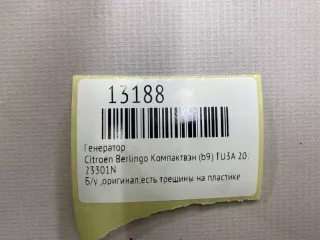 13188
Генератор
Citroen Berlingo Компактвэн (b9) TU3A 20.
23301N
Б/у ,оригинал,есть трещины на пластике